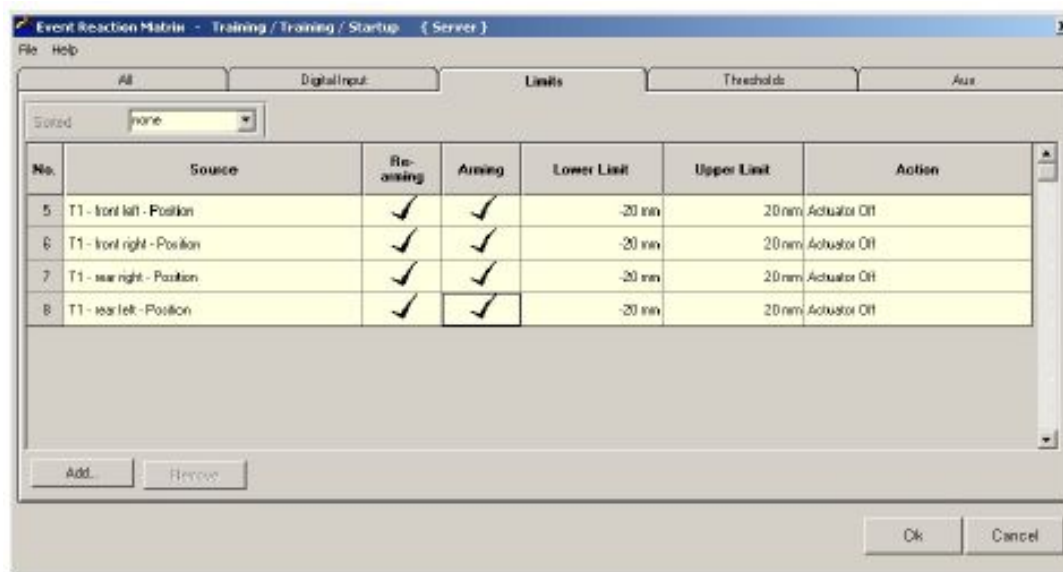 Event Reaction Matrix - Training / Training / Startup { Server }
File Help
All Digital Input Limits Thresholds Aux
Sorted none
No. Source Re-arming Arming Lower Limit Upper Limit Action
5 T1 - front left - Position -20 mm 20 mm Actuator Off
6 T1 - front right - Position -20 mm 20 mm Actuator Off
7 T1 - rear right - Position -20 mm 20 mm Actuator Off
8 T1 - rear left - Position -20 mm 20 mm Actuator Off
Add... Remove
Ok Cancel